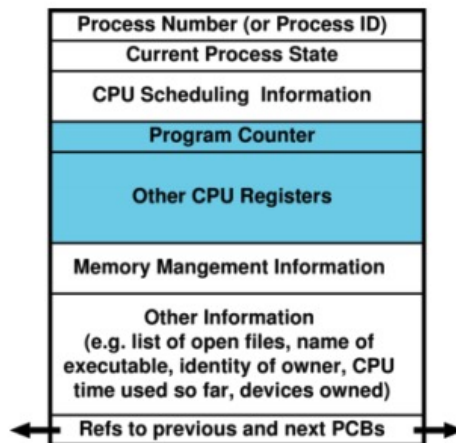 Process Number (or Process ID)
Current Process State
CPU Scheduling Information
Program Counter
Other CPU Registers
Memory Mangement Information
Other Information
(e.g. list of open files, name of
executable, identity of owner, CPU
time used so far, devices owned)
Refs to previous and next PCBs